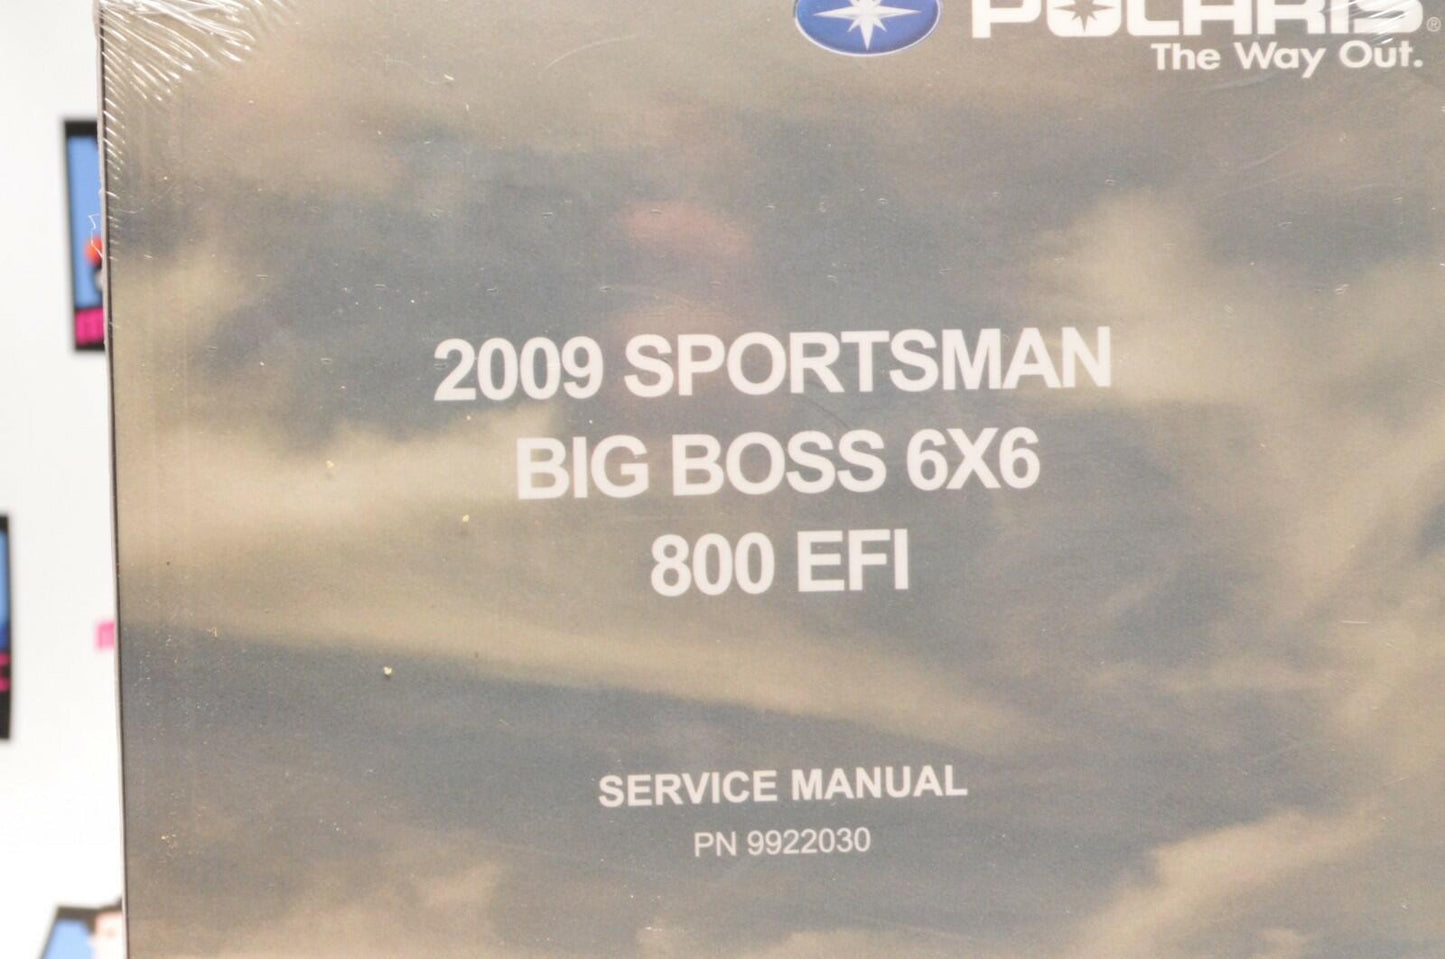 POLARIS®
The Way Out.
2009 SPORTSMAN
BIG BOSS 6X6
800 EFI
SERVICE MANUAL
PN 9922030